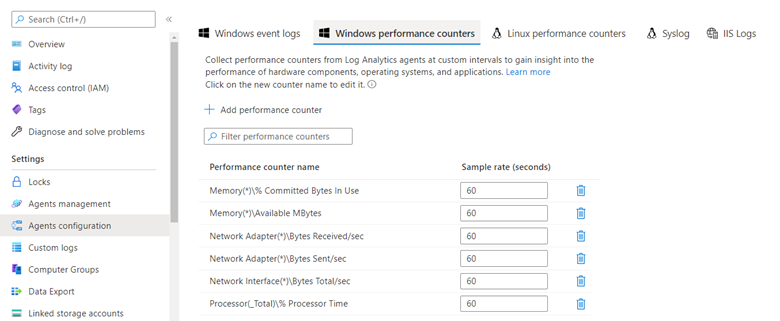 Search (Ctrl+/)
«
Overview
Activity log
Access control (IAM)
Tags
Diagnose and solve problems
Settings
Locks
Agents management
Agents configuration
Custom logs
Computer Groups
Data Export
Linked storage accounts
Windows event logs
Windows performance counters
Linux performance counters
Syslog
IIS Logs
Collect performance counters from Log Analytics agents at custom intervals to gain insight into the
performance of hardware components, operating systems, and applications. Learn more
Click on the new counter name to edit it.
Add performance counter
Filter performance counters
Performance counter name Sample rate (seconds)
Memory(*)\% Committed Bytes In Use 60
Memory(*)\Available MBytes 60
Network Adapter(*)\Bytes Received/sec 60
Network Adapter(*)\Bytes Sent/sec 60
Network Interface(*)\Bytes Total/sec 60
Processor(_Total)\% Processor Time 60